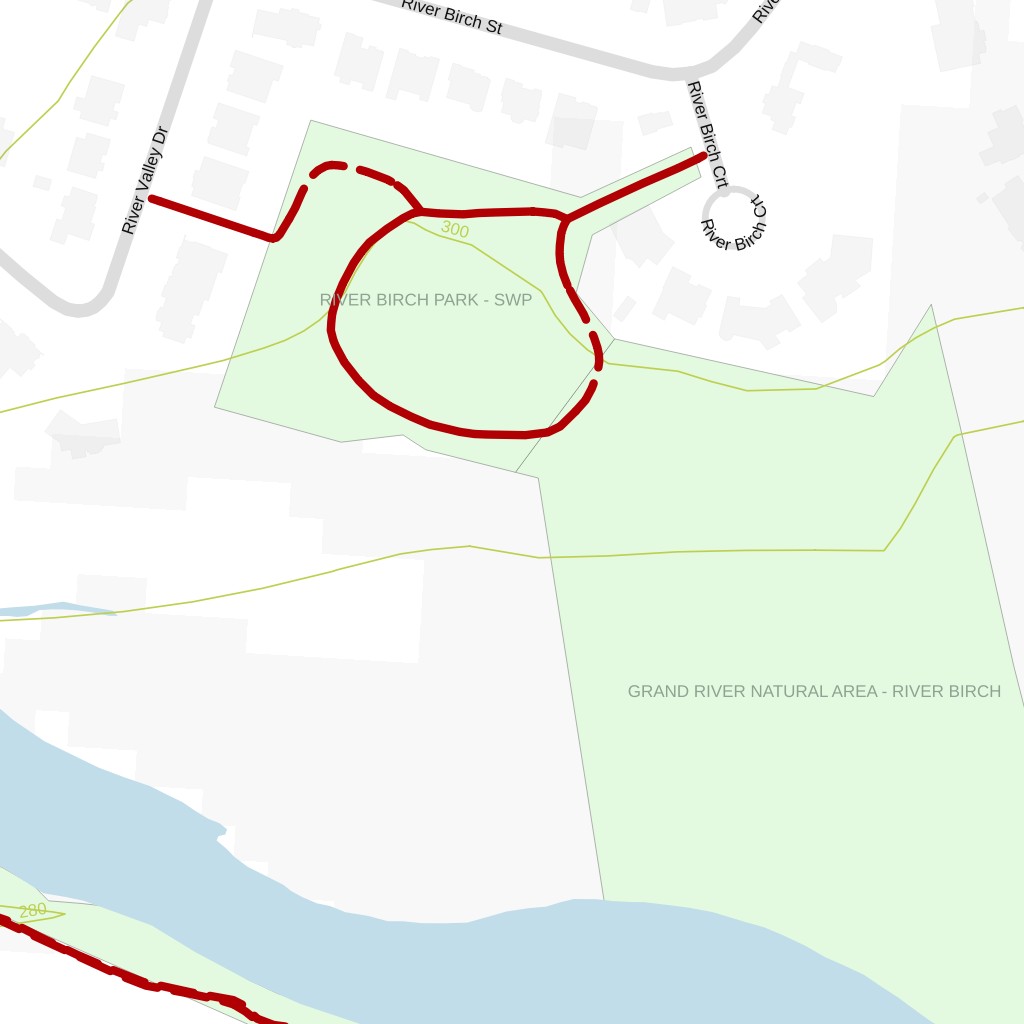 River Birch St
Rive
River Birch Crt
River Valley Dr
River Birch Crt
300
RIVER BIRCH PARK - SWP
GRAND RIVER NATURAL AREA - RIVER BIRCH
280